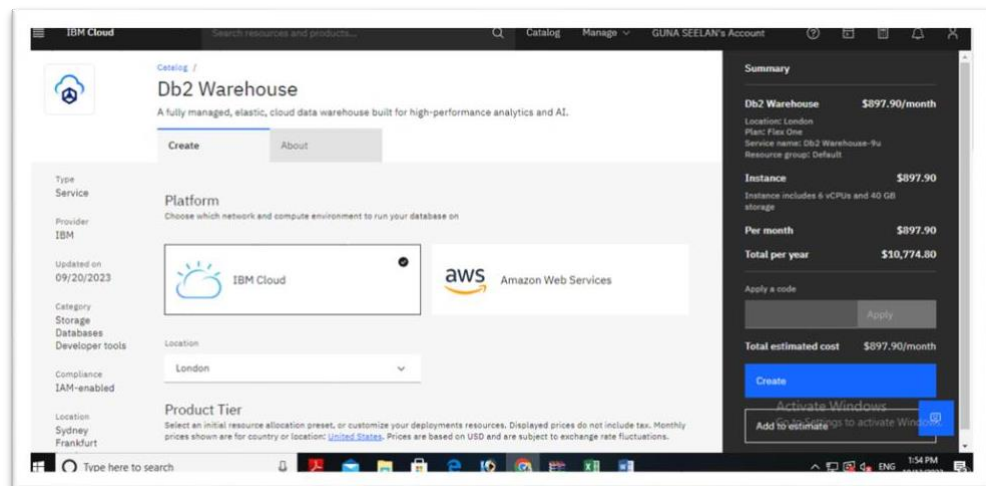 IBM Cloud
Search resources and products...
Catalog
Manage
GUNA SEELAN's Account
Catalog /
Db2 Warehouse
A fully managed, elastic, cloud data warehouse built for high-performance analytics and AI.
Create
About
Type
Service
Provider
IBM
Updated on
09/20/2023
Category
Storage
Databases
Developer tools
Compliance
IAM-enabled
Location
Sydney
Frankfurt
Platform
Choose which network and compute environment to run your database on
IBM Cloud
aws
Amazon Web Services
Location
London
Product Tier
Select an initial resource allocation preset, or customize your deployments resources. Displayed prices do not include tax. Monthly
prices shown are for country or location: United States. Prices are based on USD and are subject to exchange rate fluctuations.
Summary
Db2 Warehouse $897.90/month
Location: London
Plan: Flex One
Service name: Db2 Warehouse-9u
Resource group: Default
Instance $897.90
Instance includes 6 vCPUs and 40 GB
storage
Per month $897.90
Total per year $10,774.80
Apply a code
Apply
Total estimated cost $897.90/month
Create
Activate Windows
Go to Settings to activate Windows.
Add to estimate
Type here to search
ENG
1:54 PM